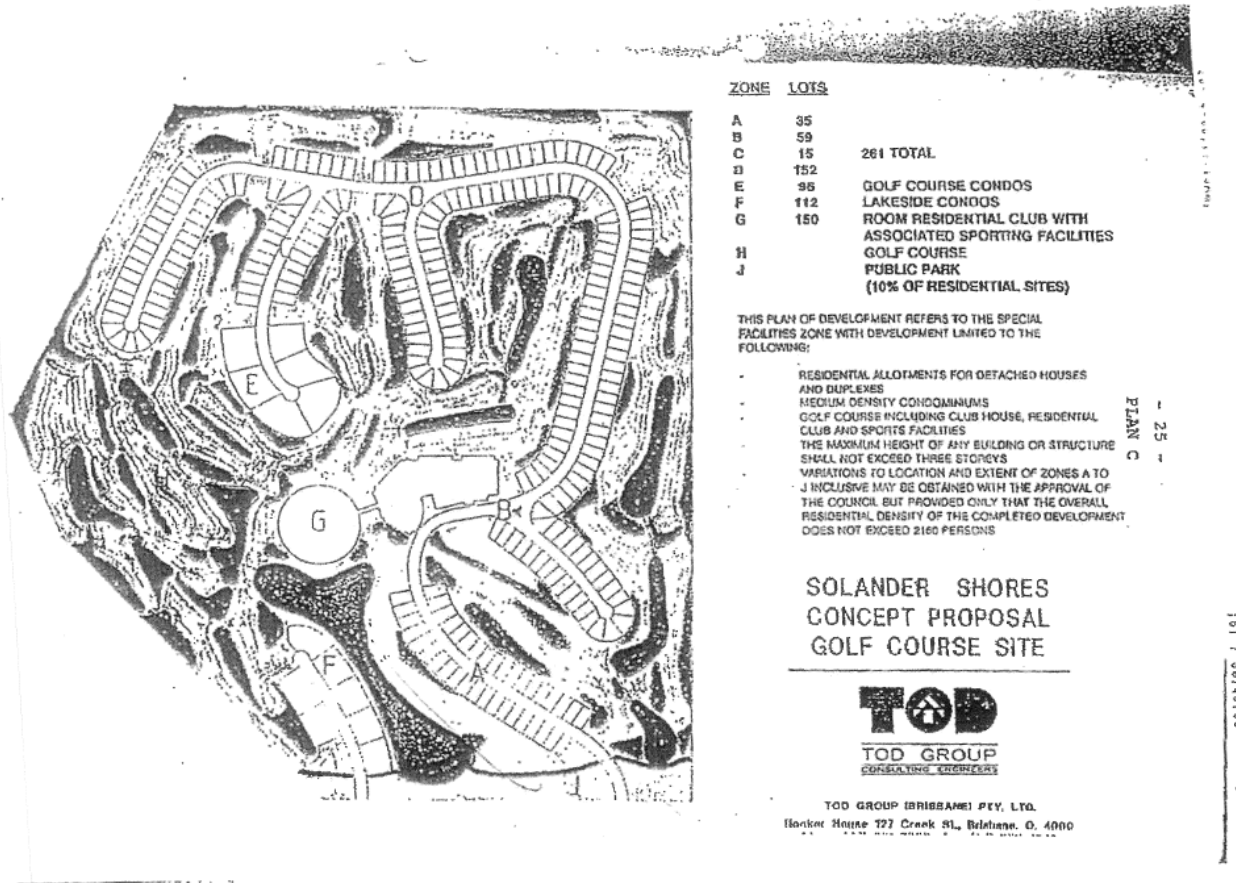 ZONE LOTS
A 35
B 59
C 15 261 TOTAL
D 152
E 96 GOLF COURSE CONDOS
F 112 LAKESIDE CONDOS
G 150 ROOM RESIDENTIAL CLUB WITH
ASSOCIATED SPORTING FACILITIES
H GOLF COURSE
J PUBLIC PARK
(10% OF RESIDENTIAL SITES)
THIS PLAN OF DEVELOPMENT REFERS TO THE SPECIAL
FACILITIES ZONE WITH DEVELOPMENT LIMITED TO THE
FOLLOWING:
- RESIDENTIAL ALLOTMENTS FOR DETACHED HOUSES
AND DUPLEXES
- MEDIUM DENSITY CONDOMINIUMS
- GOLF COURSE INCLUDING CLUB HOUSE, RESIDENTIAL
CLUB AND SPORTS FACILITIES
- THE MAXIMUM HEIGHT OF ANY BUILDING OR STRUCTURE
SHALL NOT EXCEED THREE STOREYS
- VARIATIONS TO LOCATION AND EXTENT OF ZONES A TO
J INCLUSIVE MAY BE OBTAINED WITH THE APPROVAL OF
THE COUNCIL BUT PROVIDED ONLY THAT THE OVERALL
RESIDENTIAL DENSITY OF THE COMPLETED DEVELOPMENT
DOES NOT EXCEED 2160 PERSONS
- 25 -
PLAN C
SOLANDER SHORES
CONCEPT PROPOSAL
GOLF COURSE SITE
TOD
TOD GROUP
CONSULTING ENGINEERS
TOD GROUP (BRISBANE) PTY. LTD.
House 127 Creek St., Brisbane. Q. 4000
D
C
E
G
B
A
F
J
H